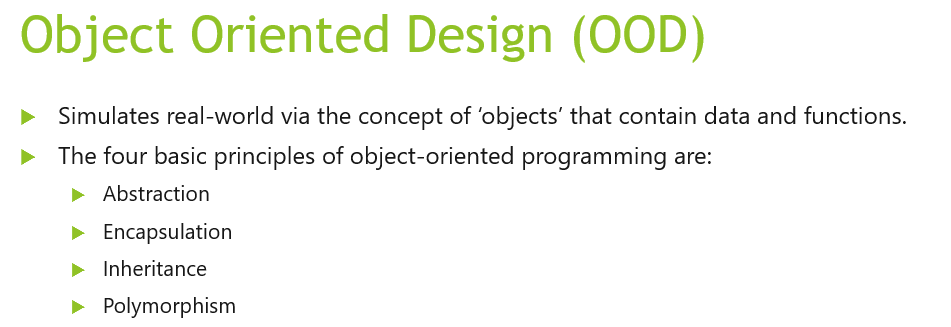 Object Oriented Design (OOD)
Simulates real-world via the concept of ‘objects’ that contain data and functions.
The four basic principles of object-oriented programming are:
Abstraction
Encapsulation
Inheritance
Polymorphism